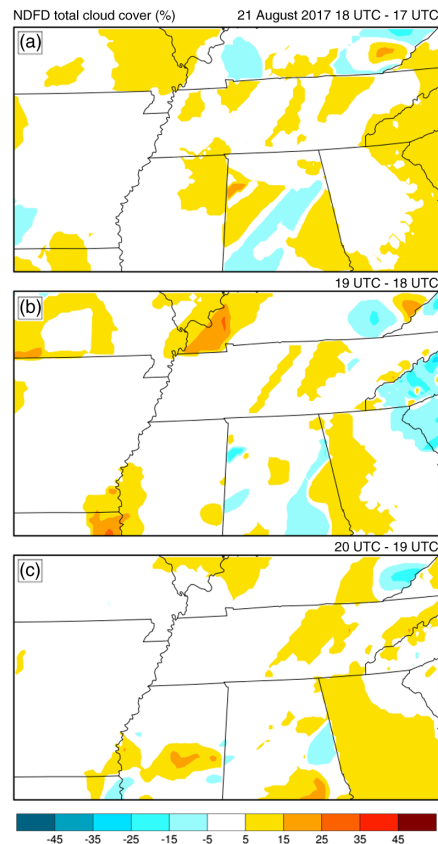 NDFD total cloud cover (%) 21 August 2017 18 UTC - 17 UTC
(a)
19 UTC - 18 UTC
(b)
20 UTC - 19 UTC
(c)
-45 -35 -25 -15 -5 5 15 25 35 45